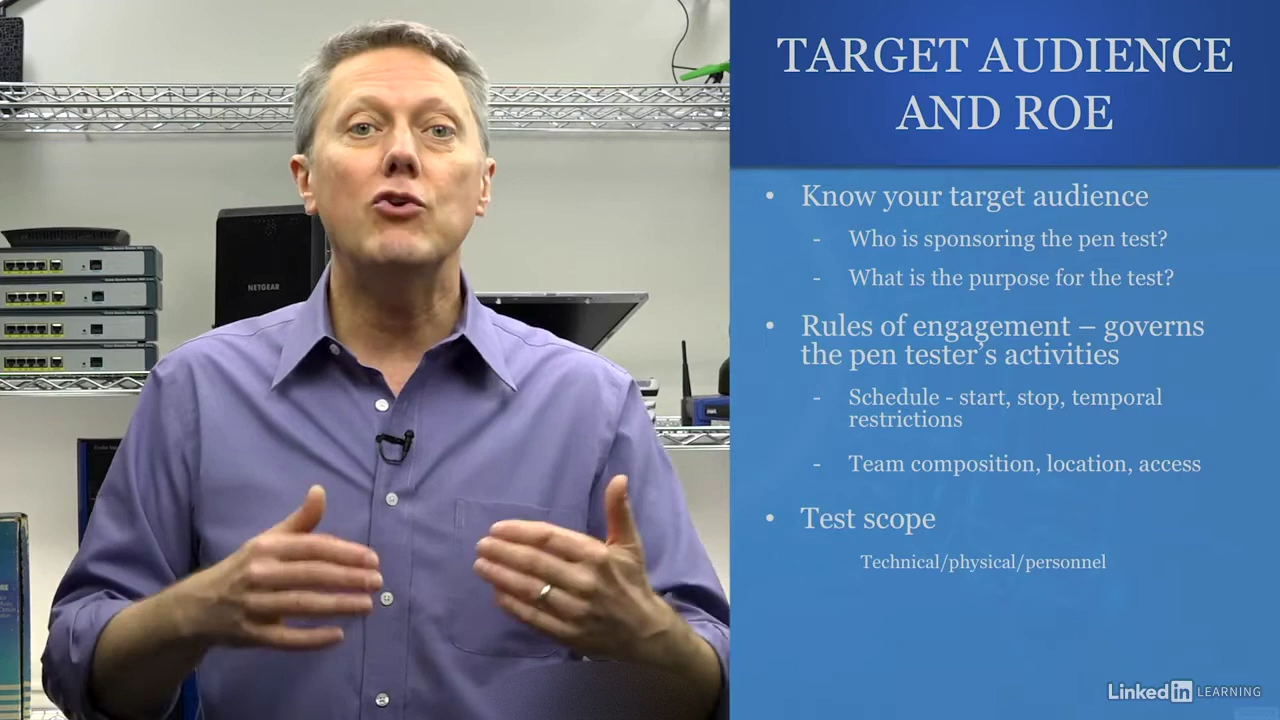 TARGET AUDIENCE
AND ROE
• Know your target audience
- Who is sponsoring the pen test?
- What is the purpose for the test?
• Rules of engagement – governs
the pen tester's activities
- Schedule - start, stop, temporal
restrictions
- Team composition, location, access
• Test scope
Technical/physical/personnel
NETGEAR
Linked in LEARNING